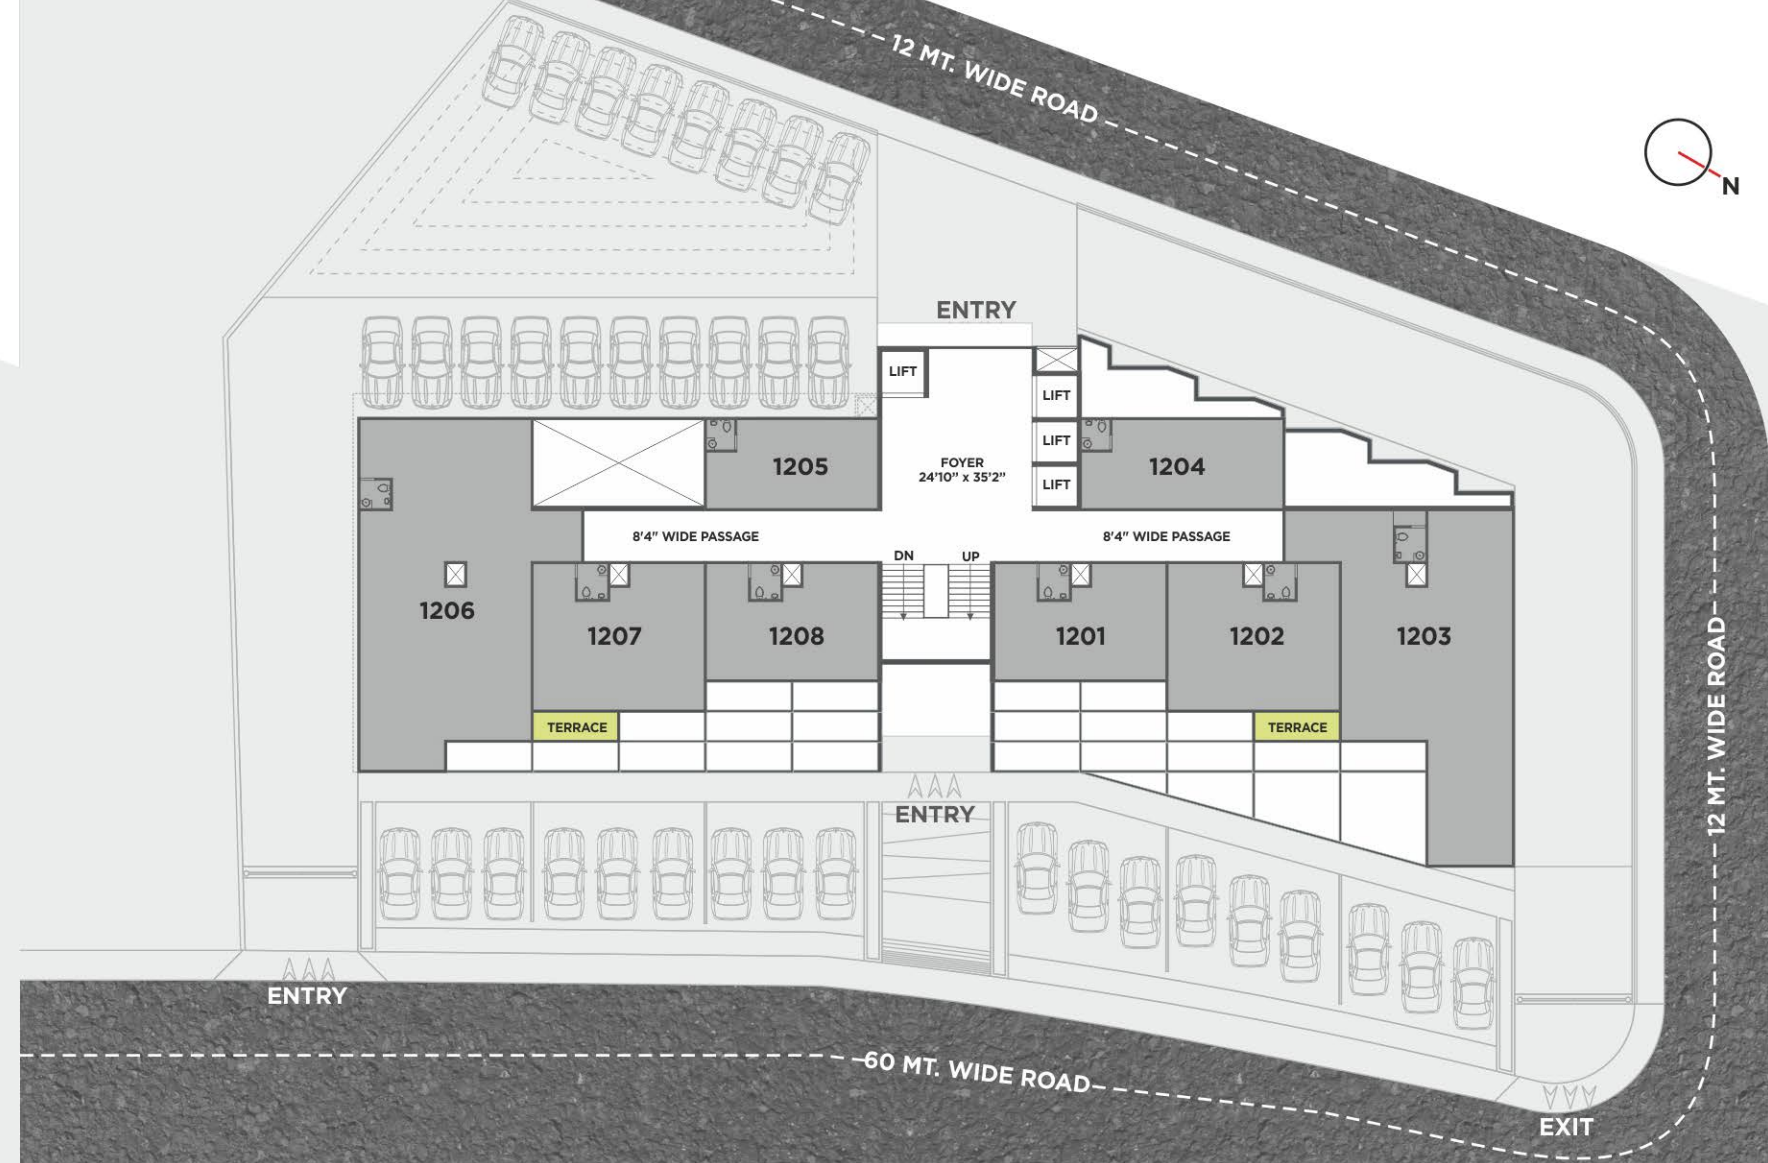 12 MT. WIDE ROAD
N
ENTRY
LIFT
LIFT
LIFT
LIFT
FOYER
24'10" x 35'2"
1205
1204
8'4" WIDE PASSAGE
8'4" WIDE PASSAGE
DN
UP
1206
1207
1208
1201
1202
1203
TERRACE
TERRACE
12 MT. WIDE ROAD
ENTRY
ENTRY
60 MT. WIDE ROAD
EXIT